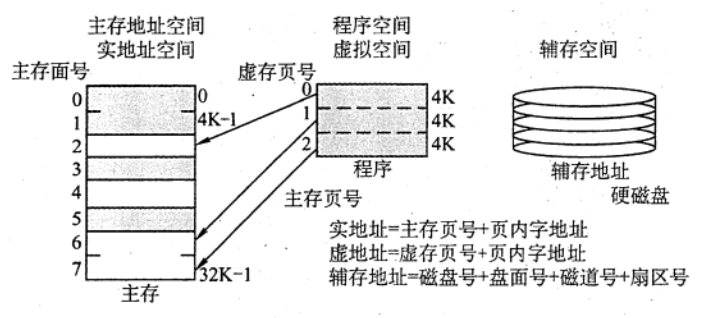 主存地址空间
实地址空间
程序空间
虚拟空间
辅存空间
主存面号
虚存页号
0
1
2
3
4
5
6
7
0
4K-1
32K-1
主存
0
1
2
4K
4K
4K
程序
主存页号
辅存地址
硬磁盘
实地址=主存页号+页内字地址
虚地址=虚存页号+页内字地址
辅存地址=磁盘号+盘面号+磁道号+扇区号